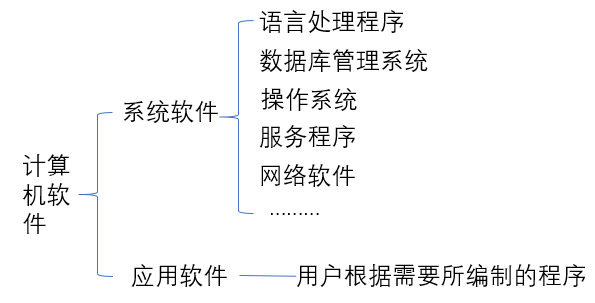 语言处理程序
数据库管理系统
操作系统
系统软件
服务程序
网络软件
………
计算
机软
件
应用软件
用户根据需要所编制的程序